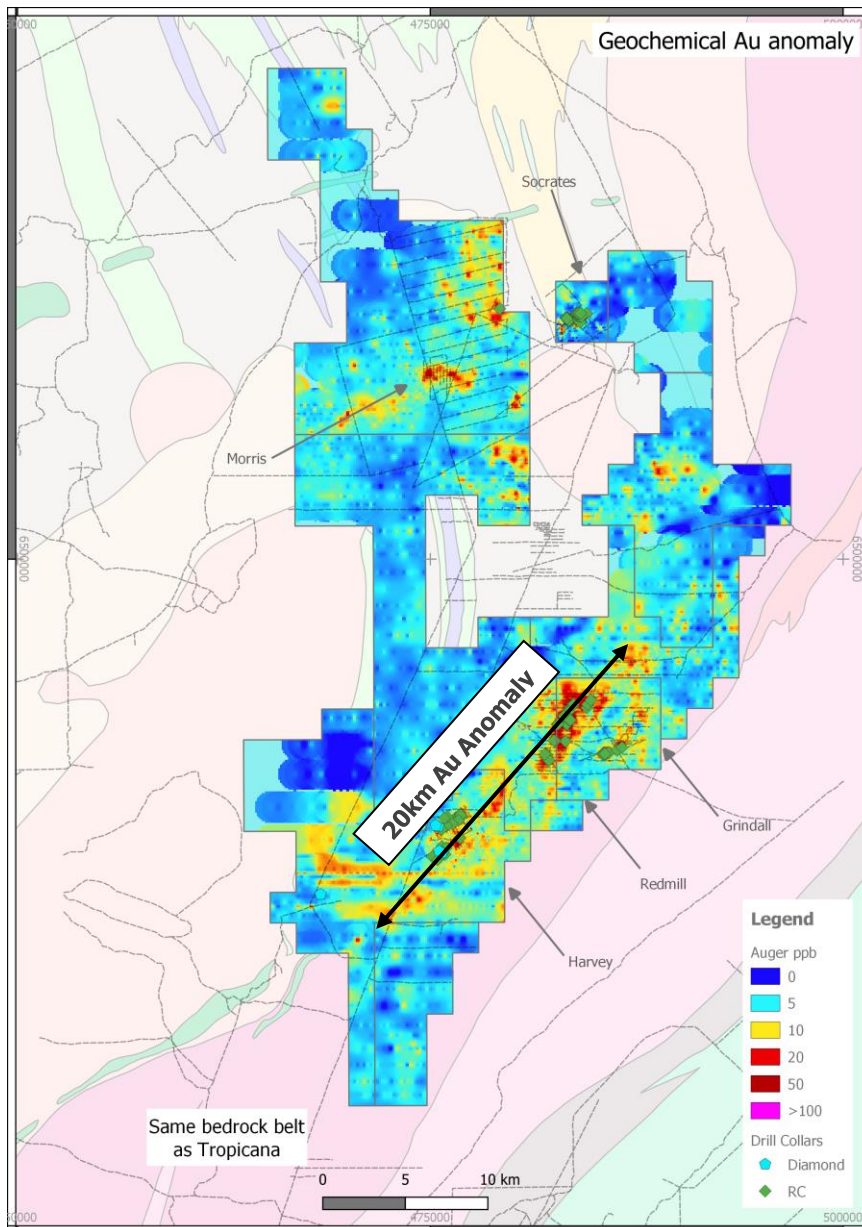 475000
Geochemical Au anomaly
Socrates
Morris
6500000
6500000
20km Au Anomaly
Grindall
Redmill
Harvey
Legend
Auger ppb
0
5
10
20
50
>100
Drill Collars
Diamond
RC
Same bedrock belt
as Tropicana
0 5 10 km
475000
500000